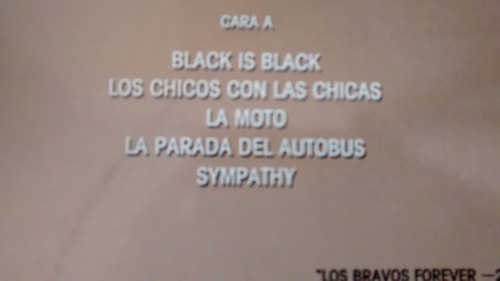 CARA A
BLACK IS BLACK
LOS CHICOS CON LAS CHICAS
LA MOTO
LA PARADA DEL AUTOBUS
SYMPATHY
"LOS BRAVOS FOREVER —2